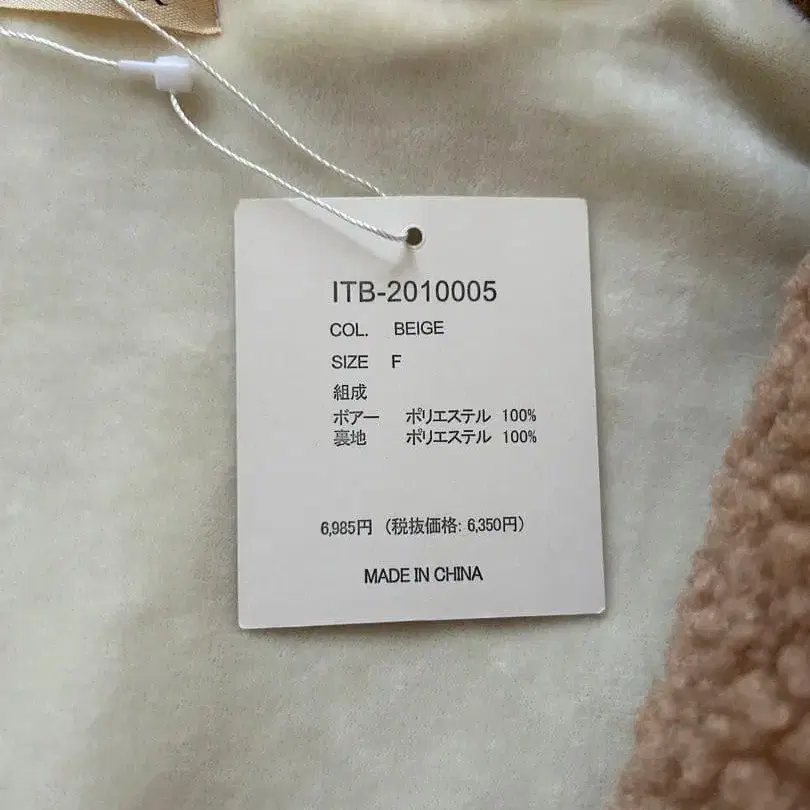 ITB-2010005
COL. BEIGE
SIZE F
組成
ボアー ポリエステル 100%
裏地 ポリエステル 100%
6,985円 (税抜価格: 6,350円)
MADE IN CHINA